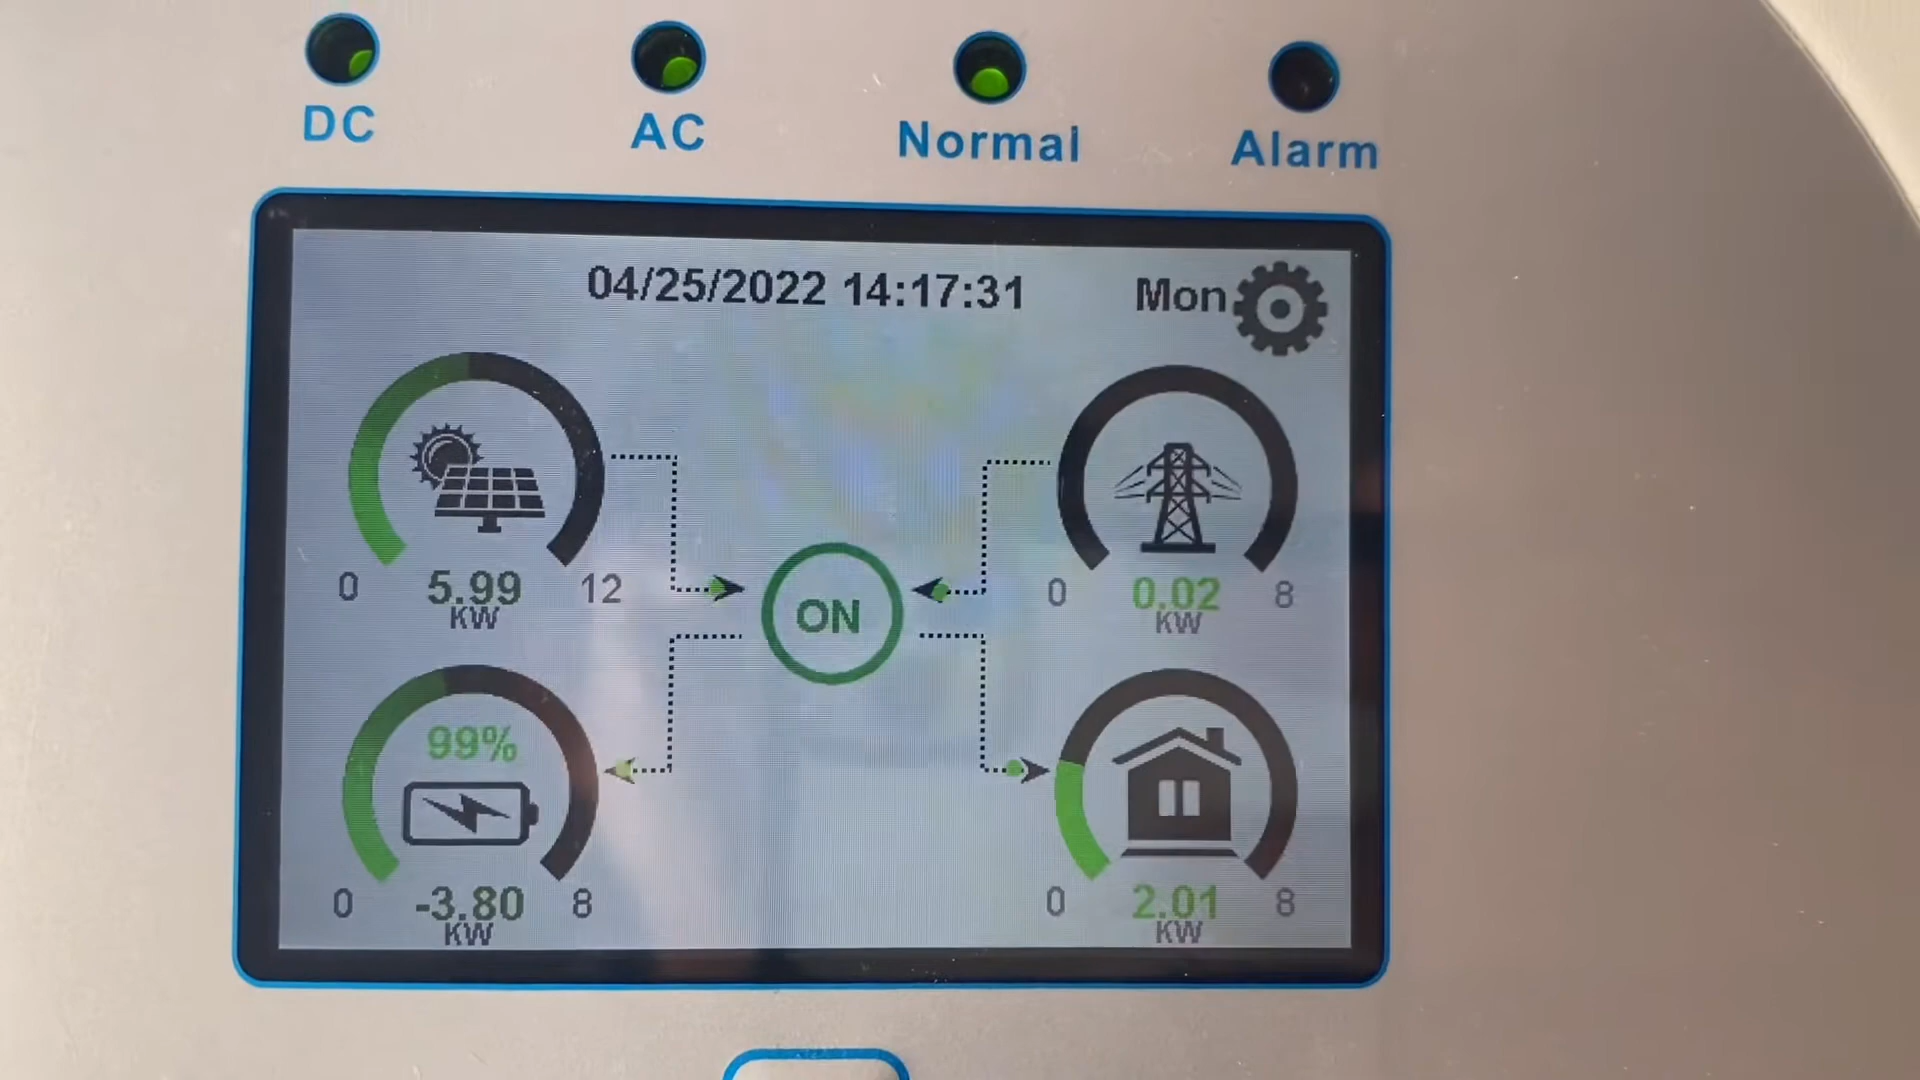 DC
AC
Normal
Alarm
04/25/2022 14:17:31
Mon
0
5.99
12
KW
0
0.02
8
KW
ON
99%
0
-3.80
8
KW
0
2.01
8
KW